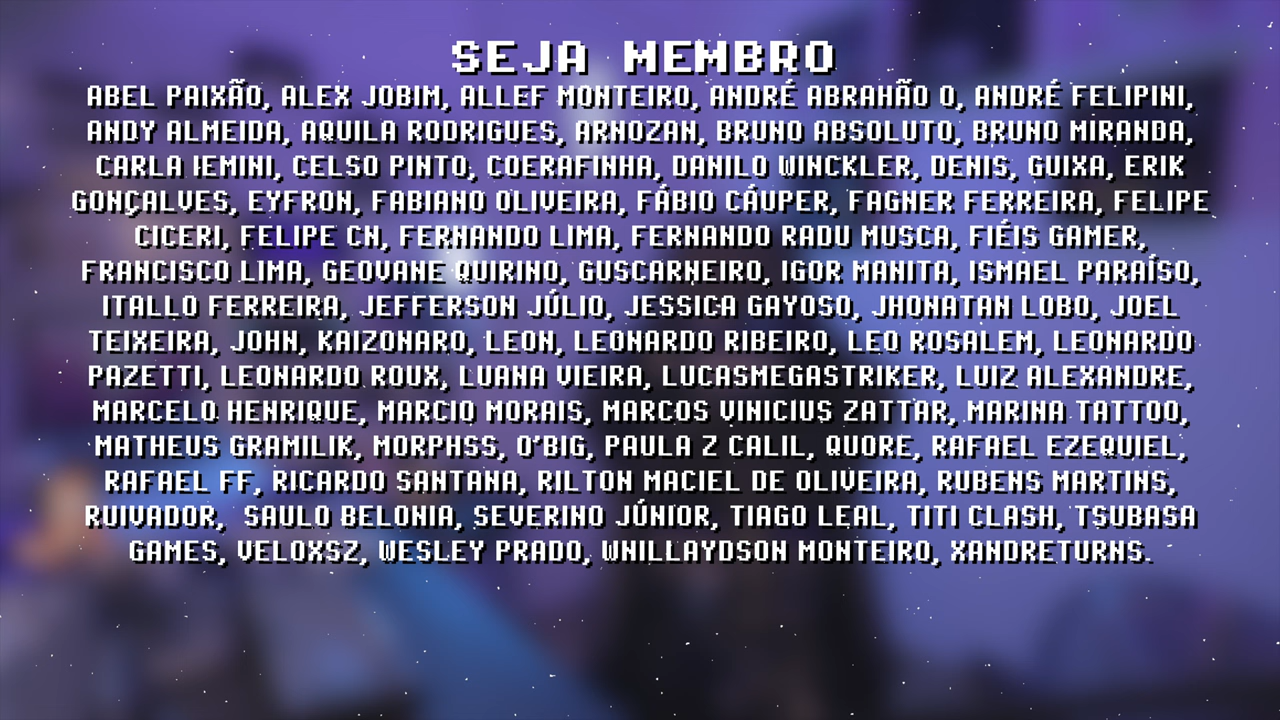 SEJA MEMBRO
ABEL PAIXÃO, ALEX JOBIM, ALLEF MONTEIRO, ANDRÉ ABRAHÃO O, ANDRÉ FELIPINI,
ANDY ALMEIDA, AQUILA RODRIGUES, ARNOZAN, BRUNO ABSOLUTO, BRUNO MIRANDA,
CARLA IEMINI, CELSO PINTO, COERAFINHA, DANILO WINCKLER, DENIS, GUIXA, ERIK
GONÇALVES, EYFRON, FABIANO OLIVEIRA, FÁBIO CÁUPER, FAGNER FERREIRA, FELIPE
CICERI, FELIPE CN, FERNANDO LIMA, FERNANDO RADU MUSCA, FIÉIS GAMER,
FRANCISCO LIMA, GEOVANE QUIRINO, GUSCARNEIRO, IGOR MANITA, ISMAEL PARAÍSO,
ITALLO FERREIRA, JEFFERSON JÚLIO, JESSICA GAYOSO, JHONATAN LOBO, JOEL
TEIXEIRA, JOHN, KAIZONARO, LEON, LEONARDO RIBEIRO, LEO ROSALEM, LEONARDO
PAZETTI, LEONARDO ROUX, LUANA VIEIRA, LUCASMEGASTRIKER, LUIZ ALEXANDRE,
MARCELO HENRIQUE, MARCIO MORAIS, MARCOS VINICIUS ZATTAR, MARINA TATTOO,
MATHEUS GRAMILIK, MORPHSS, O'BIG, PAULA Z CALIL, QUORE, RAFAEL EZEQUIEL,
RAFAEL FF, RICARDO SANTANA, RILTON MACIEL DE OLIVEIRA, RUBENS MARTINS,
RUIVADOR,  SAULO BELONIA, SEVERINO JÚNIOR, TIAGO LEAL, TITI CLASH, TSUBASA
GAMES, VELOXSZ, WESLEY PRADO, WNILLAYDSON MONTEIRO, XANDRETURNS.